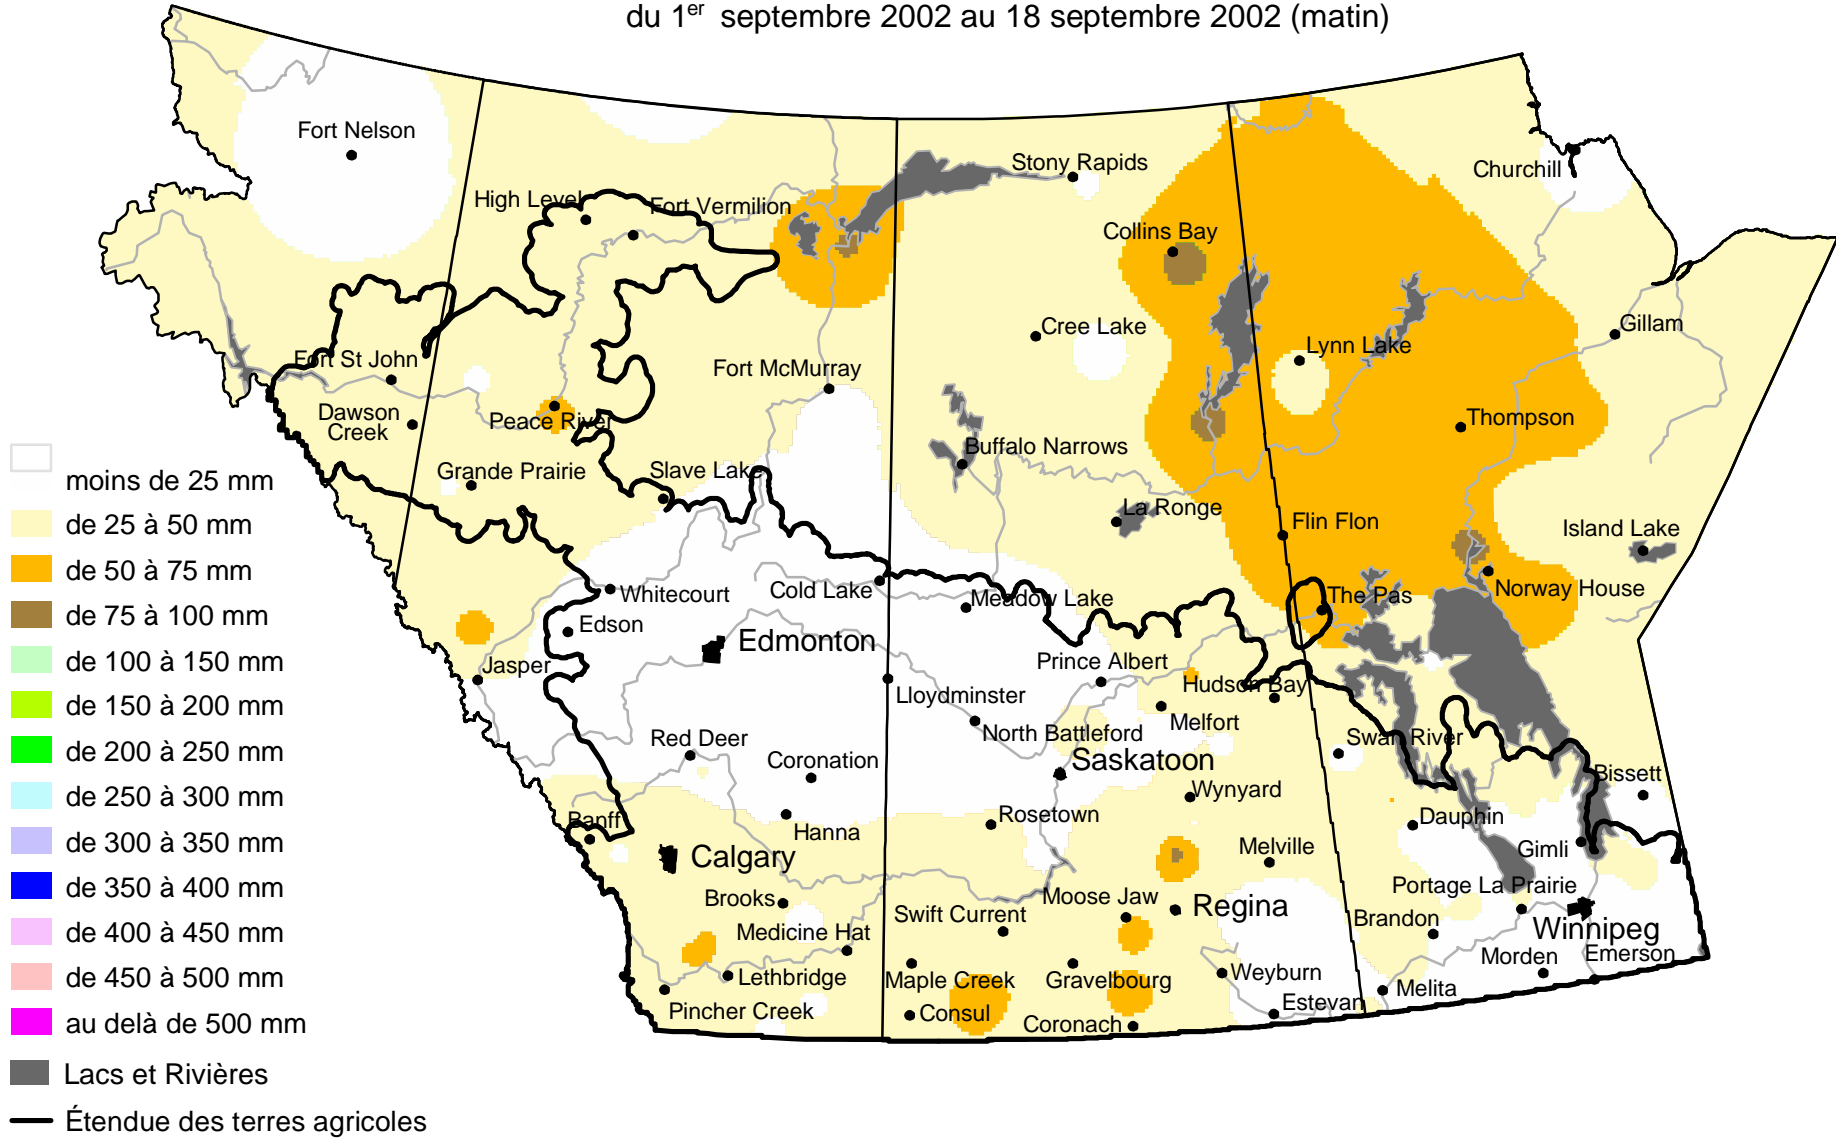 du 1er septembre 2002 au 18 septembre 2002 (matin)
Fort Nelson
High Level
Fort Vermilion
Stony Rapids
Churchill
Collins Bay
Cree Lake
Lynn Lake
Gillam
Fort St John
Fort McMurray
Dawson
Creek
Peace River
Thompson
Buffalo Narrows
Grande Prairie
Slave Lake
La Ronge
Flin Flon
Island Lake
Whitecourt
Cold Lake
Meadow Lake
The Pas
Norway House
Edson
Edmonton
Jasper
Prince Albert
Hudson Bay
Lloydminster
Melfort
North Battleford
Red Deer
Coronation
Saskatoon
Swan River
Bissett
Wynyard
Banff
Hanna
Rosetown
Dauphin
Calgary
Melville
Gimli
Brooks
Moose Jaw
Portage La Prairie
Swift Current
Regina
Brandon
Medicine Hat
Winnipeg
Lethbridge
Maple Creek
Gravelbourg
Weyburn
Morden
Emerson
Pincher Creek
Consul
Coronach
Estevan
Melita
moins de 25 mm
de 25 à 50 mm
de 50 à 75 mm
de 75 à 100 mm
de 100 à 150 mm
de 150 à 200 mm
de 200 à 250 mm
de 250 à 300 mm
de 300 à 350 mm
de 350 à 400 mm
de 400 à 450 mm
de 450 à 500 mm
au delà de 500 mm
Lacs et Rivières
Étendue des terres agricoles